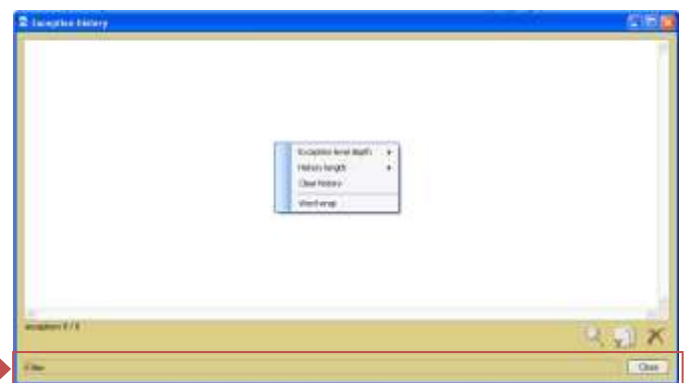 Exception history
Exception level depth
History length
Clear history
Word wrap
exception 0 / 0
Close